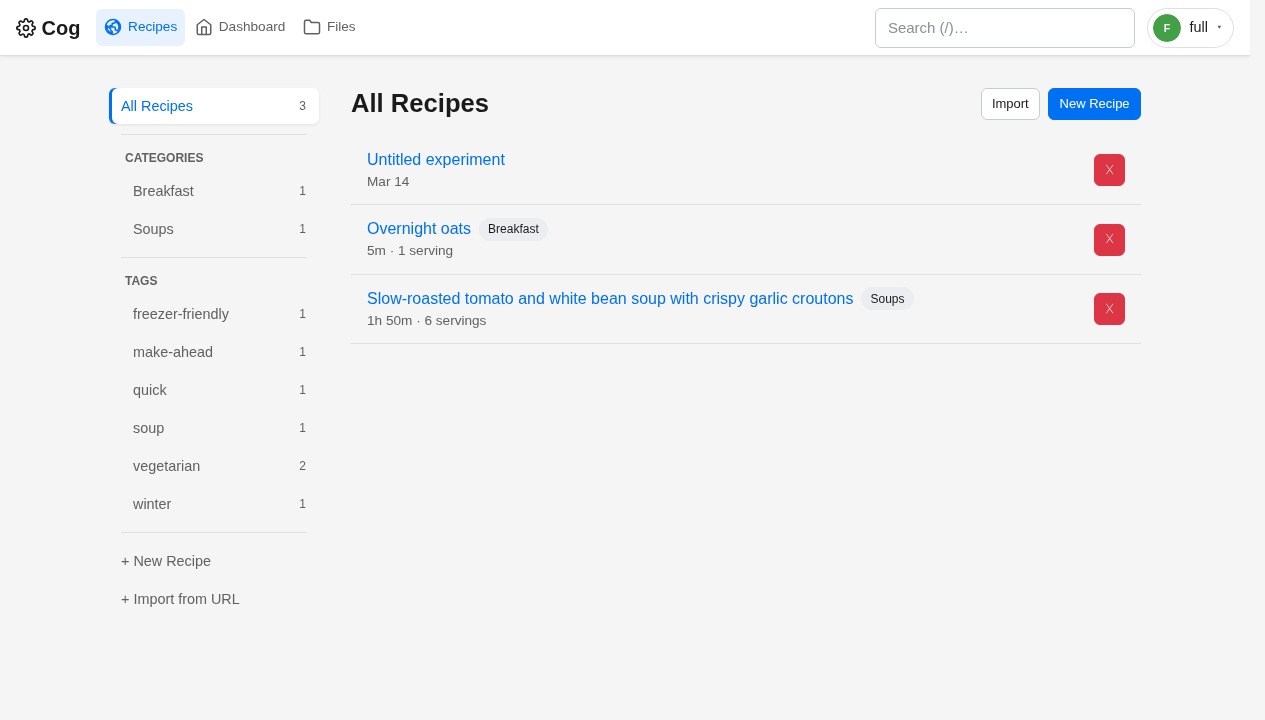 Cog
Recipes
Dashboard
Files
Search (/)…
F
full
All Recipes 3
CATEGORIES
Breakfast 1
Soups 1
TAGS
freezer-friendly 1
make-ahead 1
quick 1
soup 1
vegetarian 2
winter 1
+ New Recipe
+ Import from URL
All Recipes
Import
New Recipe
Untitled experiment
Mar 14
X
Overnight oats Breakfast
5m · 1 serving
X
Slow-roasted tomato and white bean soup with crispy garlic croutons Soups
1h 50m · 6 servings
X